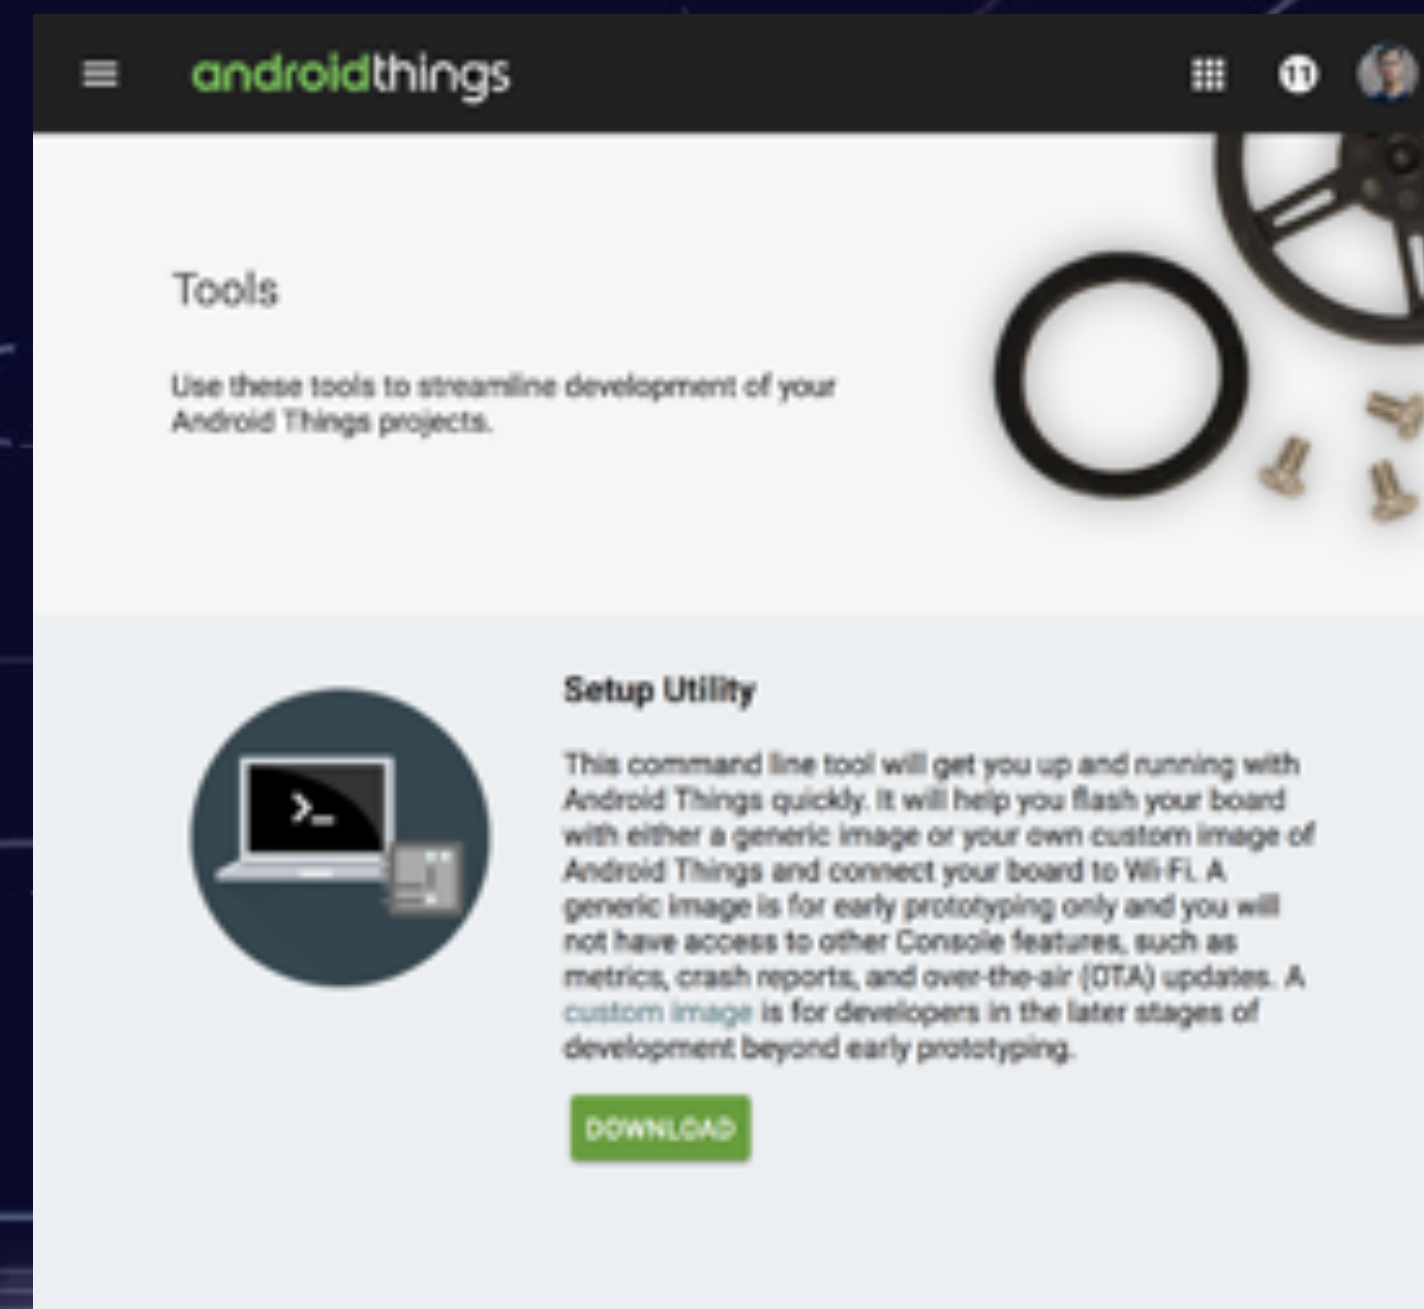 androidthings
11
Tools
Use these tools to streamline development of your
Android Things projects.
Setup Utility
This command line tool will get you up and running with
Android Things quickly. It will help you flash your board
with either a generic image or your own custom image of
Android Things and connect your board to Wi-Fi. A
generic image is for early prototyping only and you will
not have access to other Console features, such as
metrics, crash reports, and over-the-air (OTA) updates. A
custom image is for developers in the later stages of
development beyond early prototyping.
>_
DOWNLOAD